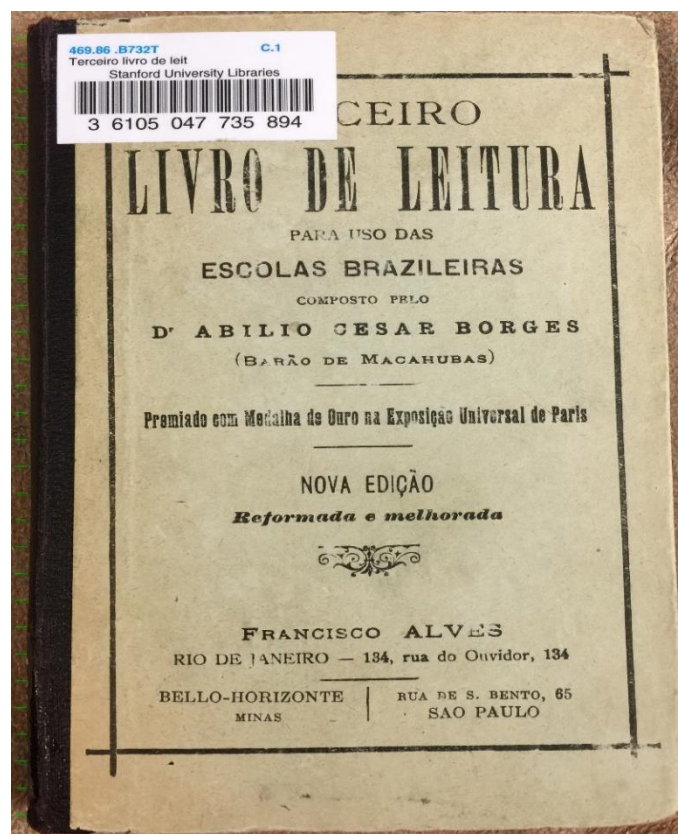 469.86 .B732T C.1
Terceiro livro de leit
Stanford University Libraries
3 6105 047 735 894
CEIRO
LIVRO DE LEITURA
PARA USO DAS
ESCOLAS BRAZILEIRAS
COMPOSTO PELO
Dr ABILIO CESAR BORGES
(BARÃO DE MACAHUBAS)
Premiado com Medalha de Ouro na Exposição Universal de Paris
NOVA EDIÇÃO
Reformada e melhorada
FRANCISCO ALVES
RIO DE JANEIRO — 134, rua do Ouvidor, 134
BELLO-HORIZONTE
MINAS
RUA DE S. BENTO, 65
SAO PAULO